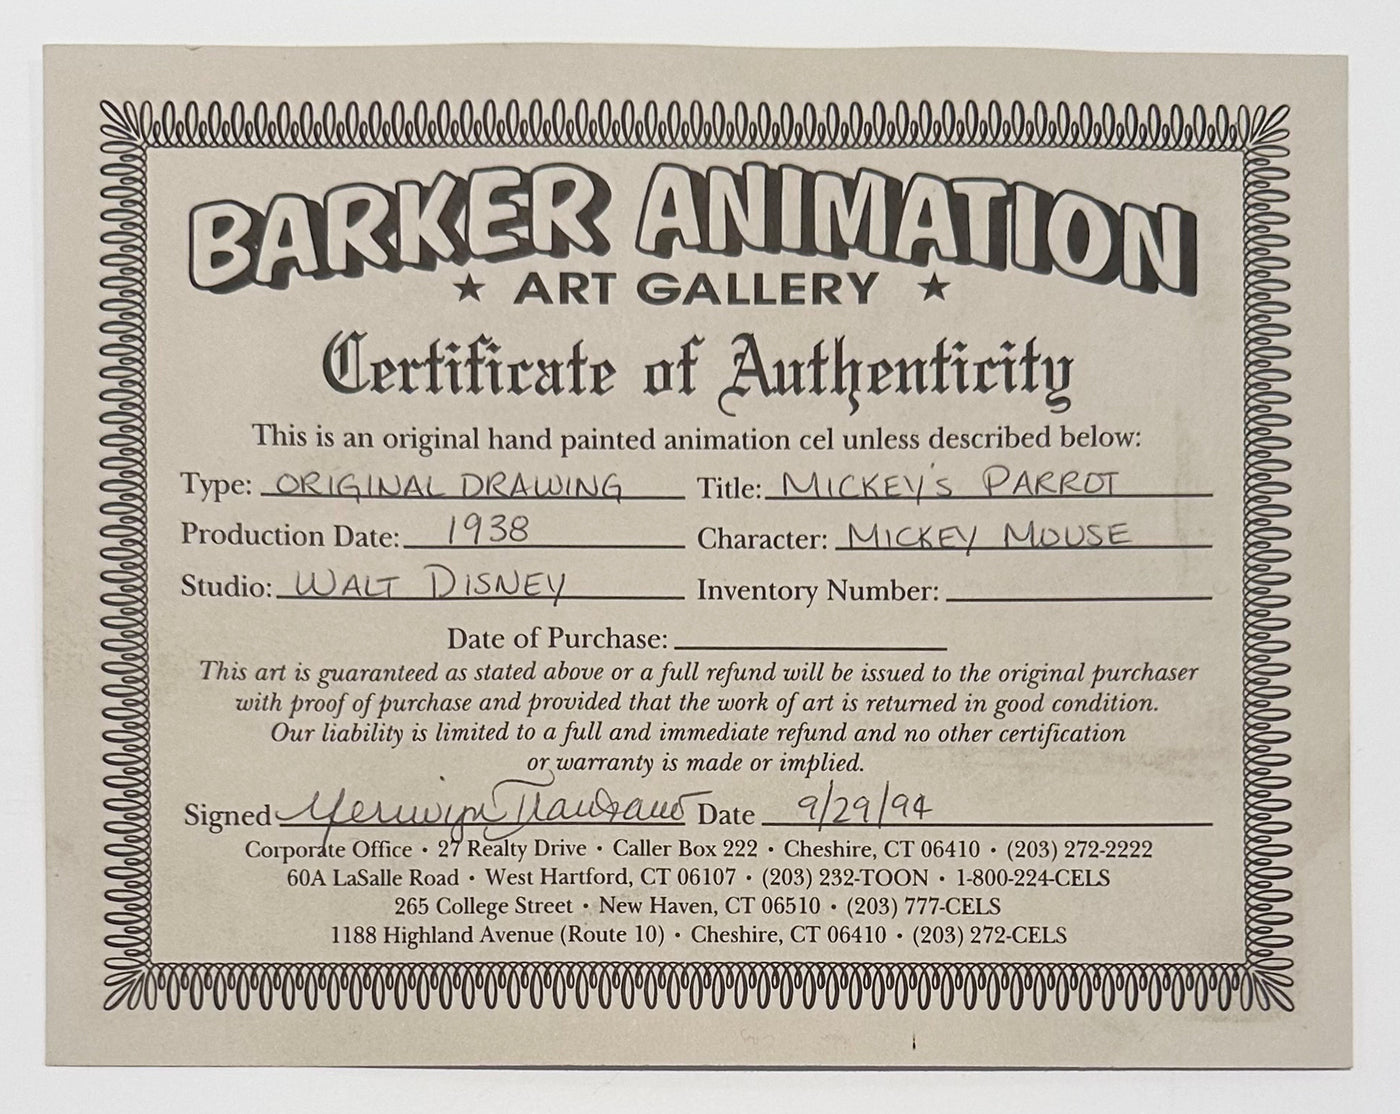 BARKER ANIMATION
★ ART GALLERY ★
Certificate of Authenticity
This is an original hand painted animation cel unless described below:
Type: ORIGINAL DRAWING Title: MICKEY'S PARROT
Production Date: 1938 Character: MICKEY MOUSE
Studio: WALT DISNEY Inventory Number:
Date of Purchase:
This art is guaranteed as stated above or a full refund will be issued to the original purchaser
with proof of purchase and provided that the work of art is returned in good condition.
Our liability is limited to a full and immediate refund and no other certification
or warranty is made or implied.
Signed Date 9/29/94
Corporate Office • 27 Realty Drive • Caller Box 222 • Cheshire, CT 06410 • (203) 272-2222
60A LaSalle Road • West Hartford, CT 06107 • (203) 232-TOON • 1-800-224-CELS
265 College Street • New Haven, CT 06510 • (203) 777-CELS
1188 Highland Avenue (Route 10) • Cheshire, CT 06410 • (203) 272-CELS